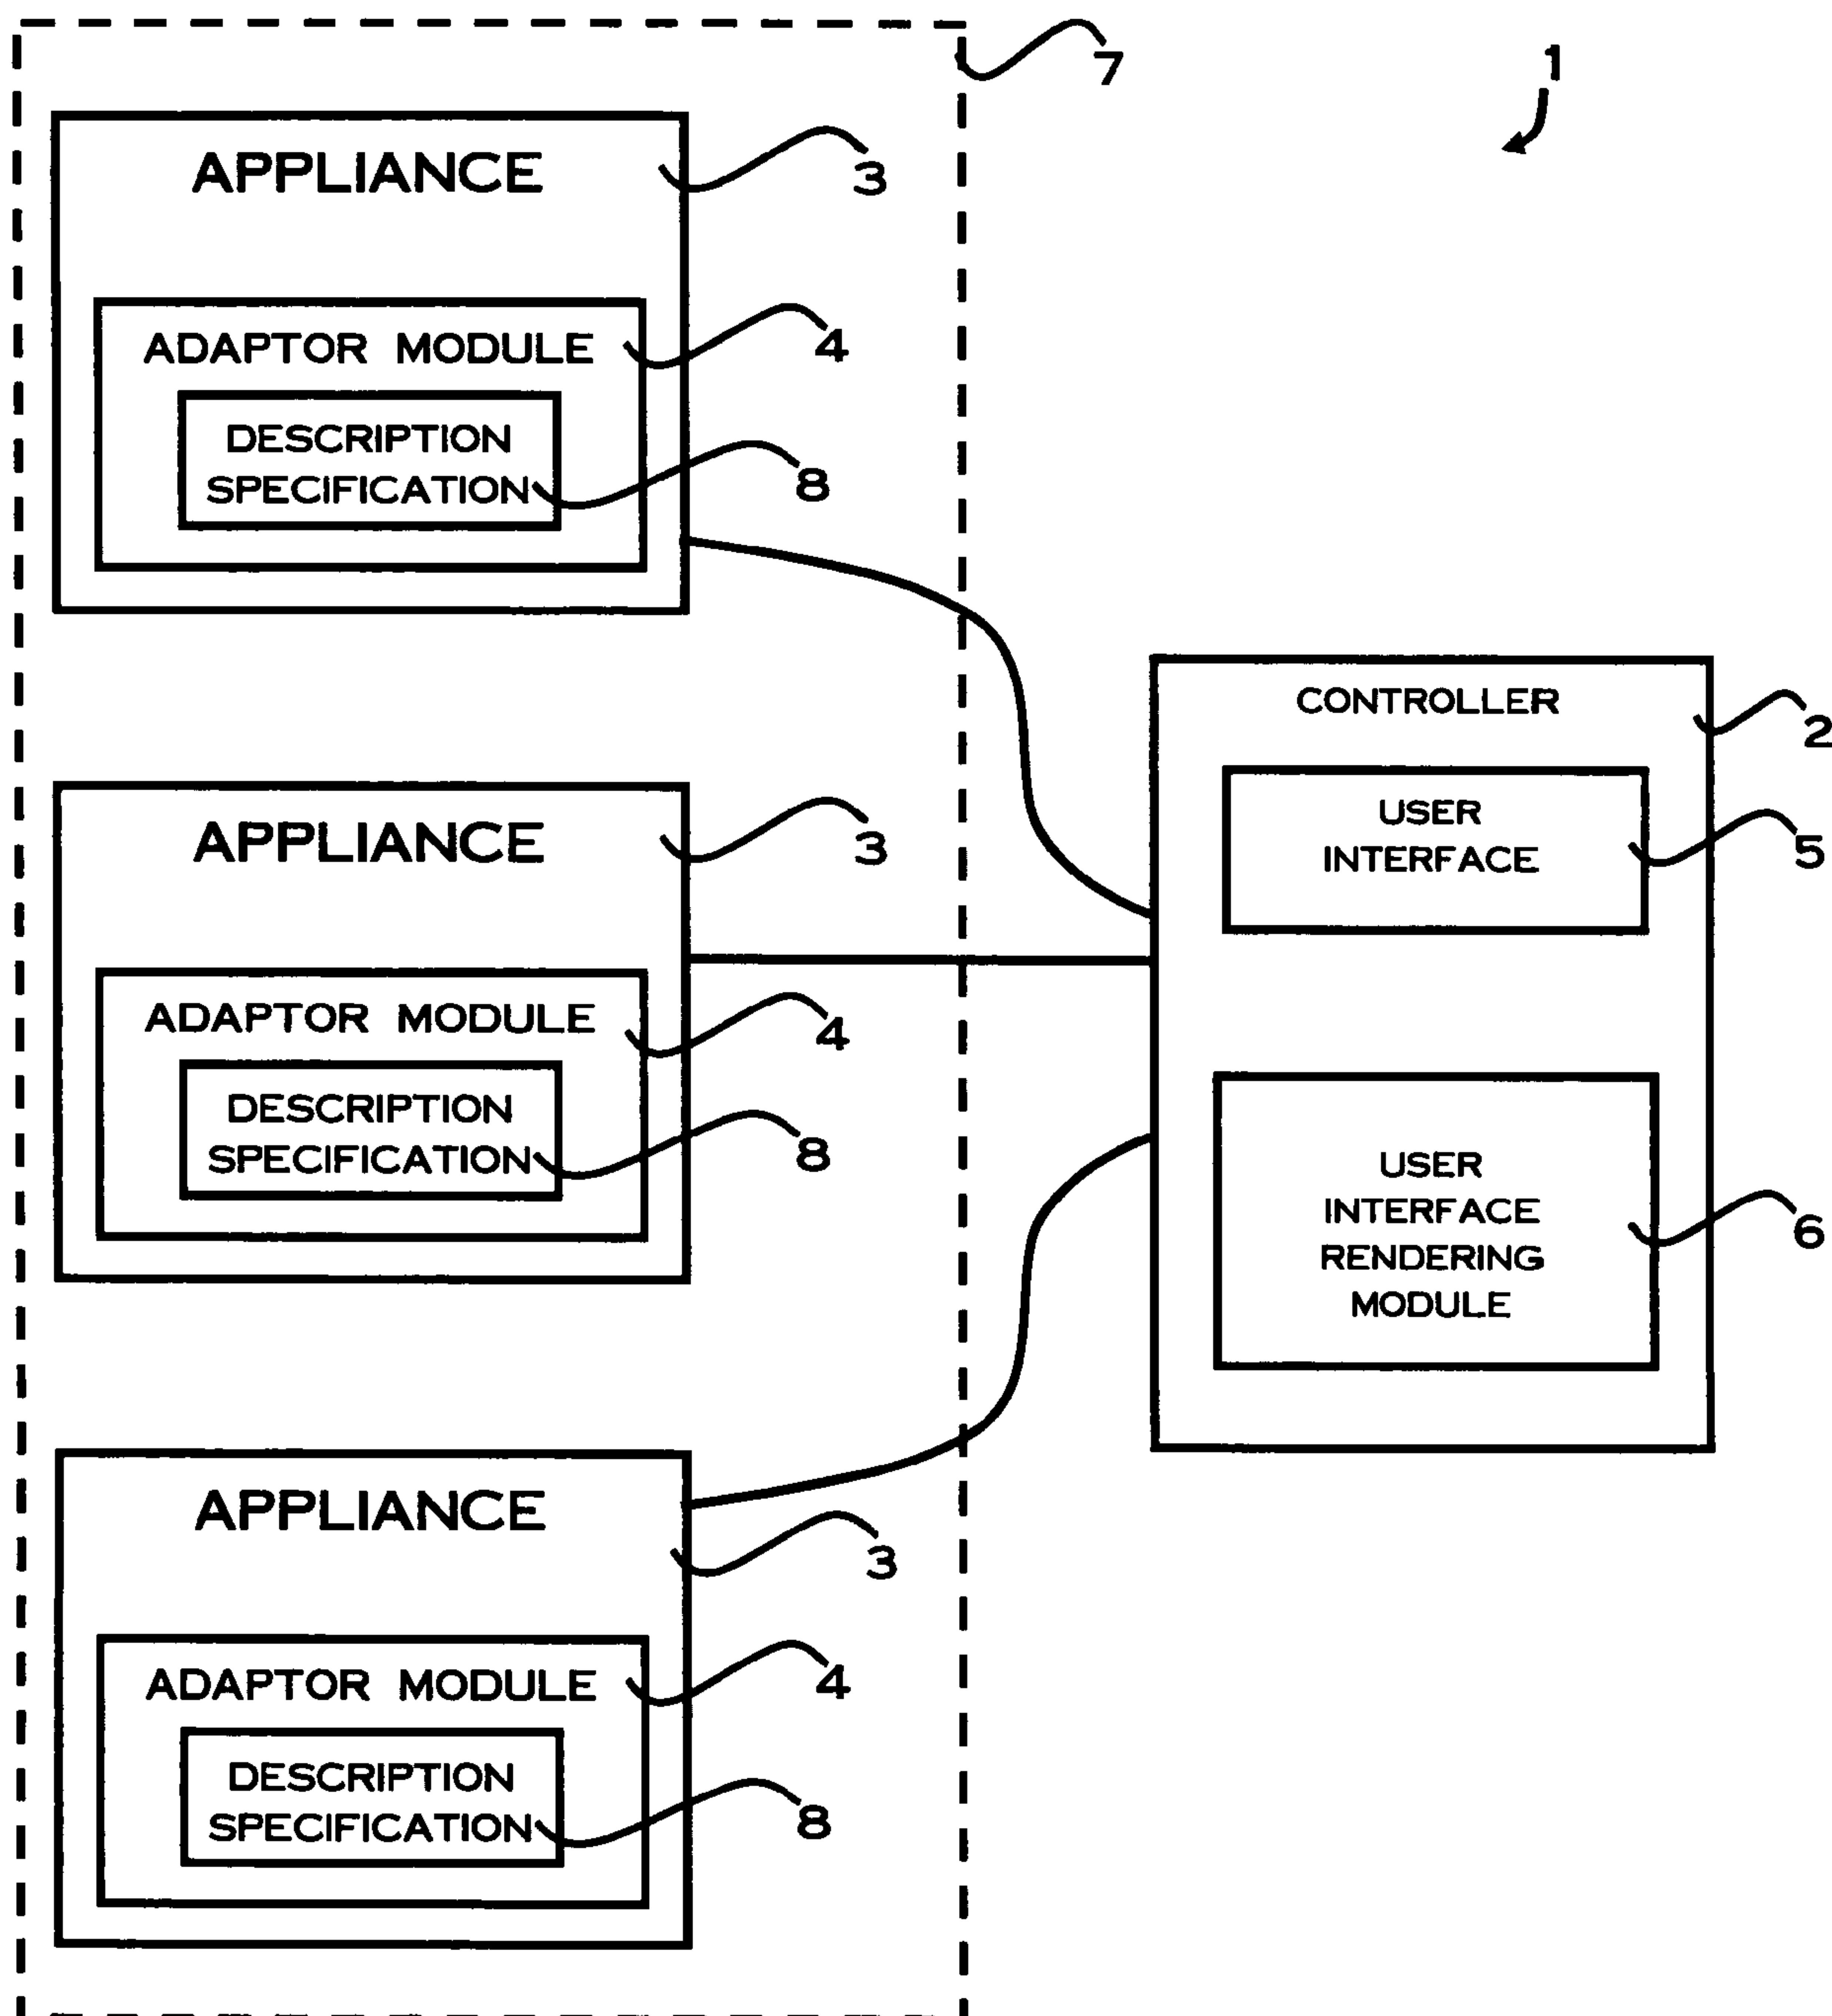 7
1
APPLIANCE
3
ADAPTOR MODULE
4
DESCRIPTION
SPECIFICATION
8
CONTROLLER
2
USER
INTERFACE
5
APPLIANCE
3
ADAPTOR MODULE
4
DESCRIPTION
SPECIFICATION
8
USER
INTERFACE
RENDERING
MODULE
6
APPLIANCE
3
ADAPTOR MODULE
4
DESCRIPTION
SPECIFICATION
8